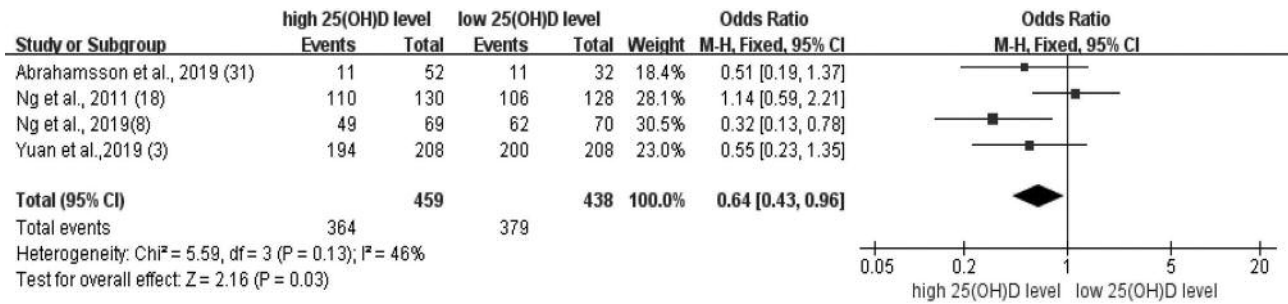 high 25(OH)D level low 25(OH)D level Odds Ratio Odds Ratio
Study or Subgroup Events Total Events Total Weight M-H, Fixed, 95% CI M-H, Fixed, 95% CI
Abrahamsson et al., 2019 (31) 11 52 11 32 18.4% 0.51 [0.19, 1.37]
Ng et al., 2011 (18) 110 130 106 128 28.1% 1.14 [0.59, 2.21]
Ng et al., 2019(8) 49 69 62 70 30.5% 0.32 [0.13, 0.78]
Yuan et al.,2019 (3) 194 208 200 208 23.0% 0.55 [0.23, 1.35]
Total (95% CI) 459 438 100.0% 0.64 [0.43, 0.96]
Total events 364 379
Heterogeneity: Chi² = 5.59, df = 3 (P = 0.13); I² = 46%
Test for overall effect: Z = 2.16 (P = 0.03)
0.05 0.2 1 5 20
high 25(OH)D level low 25(OH)D level